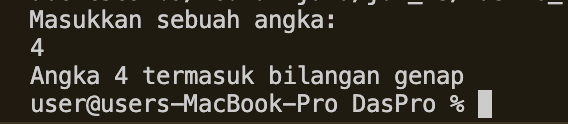 Masukkan sebuah angka:
4
Angka 4 termasuk bilangan genap
user@users-MacBook-Pro DasPro %